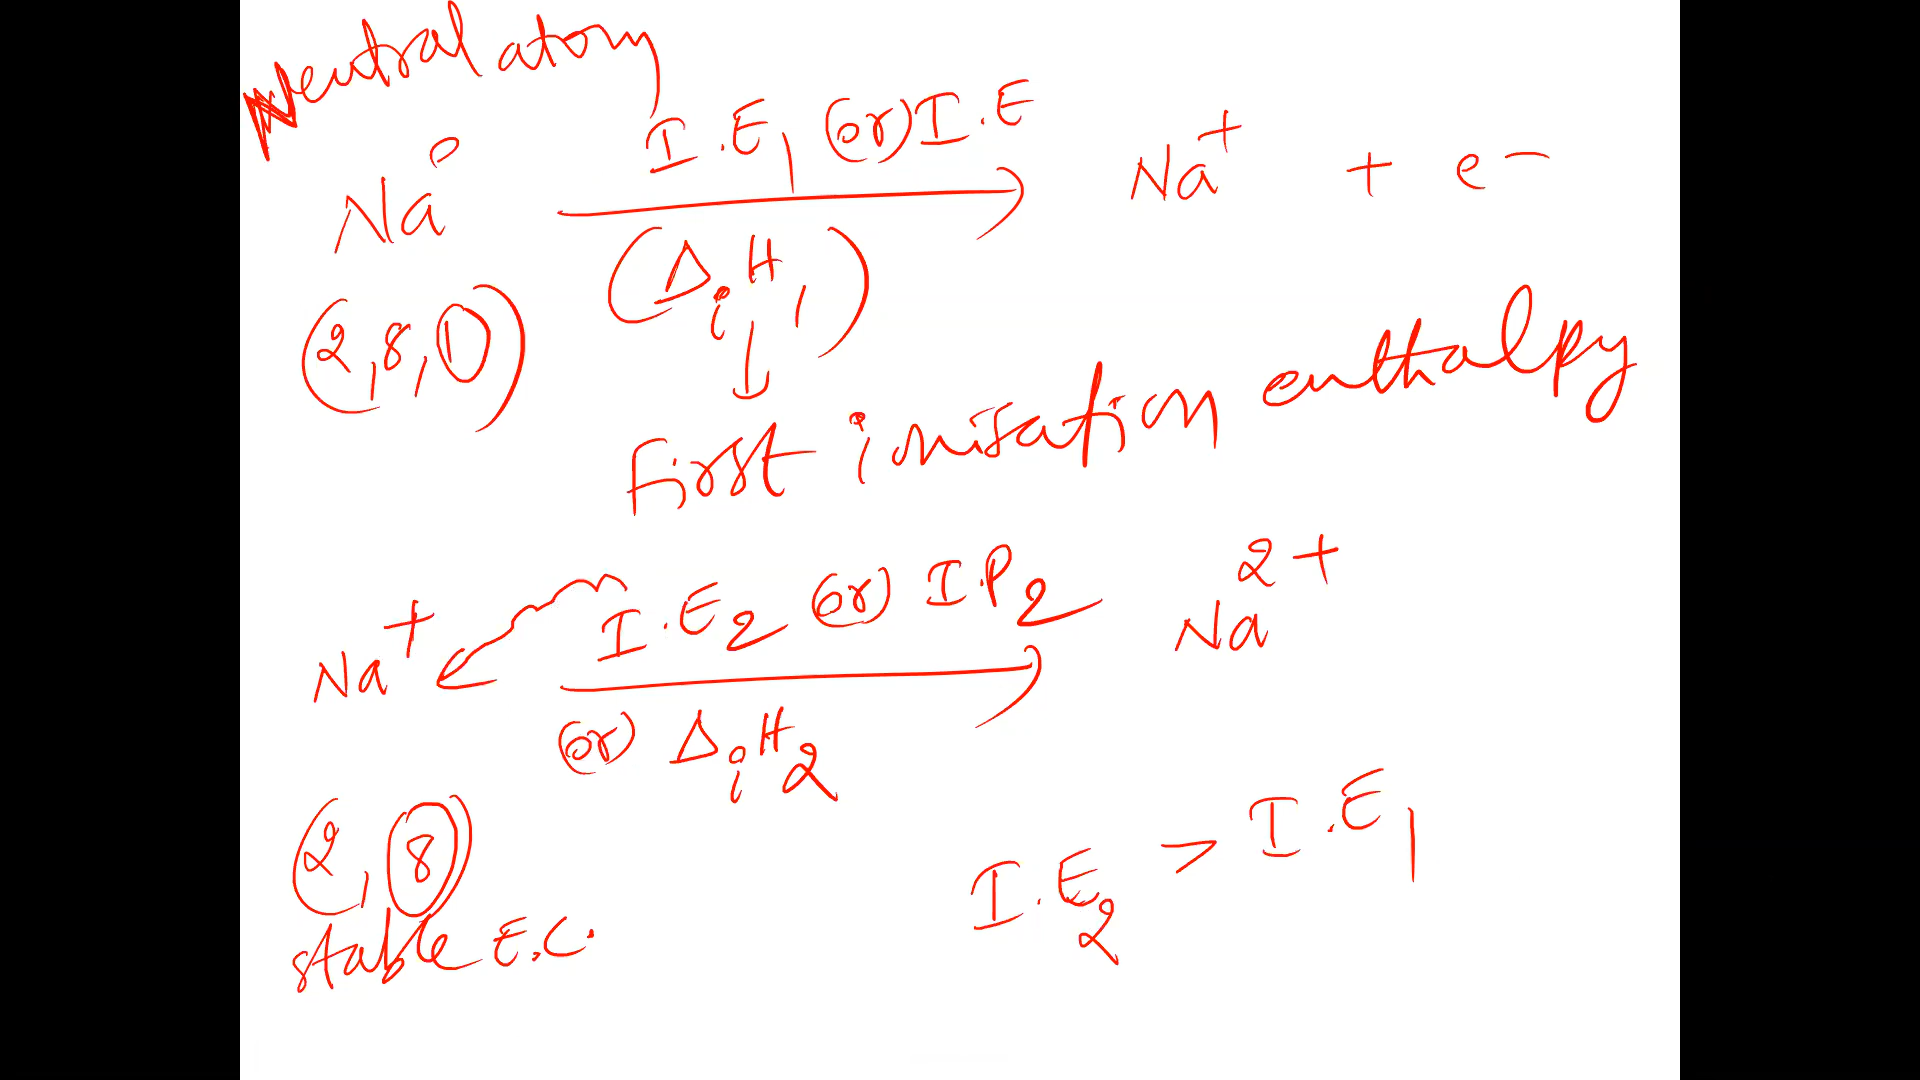 Neutral atom
Na⁰ I.E₁ (or) I.E Na⁺ + e⁻
(ΔᵢH₁)
(2,8,1)
First ionisation enthalpy
Na⁺ I.E₂ (or) I.P₂ Na²⁺
(or) ΔᵢH₂
(2,8)
stable E.C.
I.E₂ > I.E₁